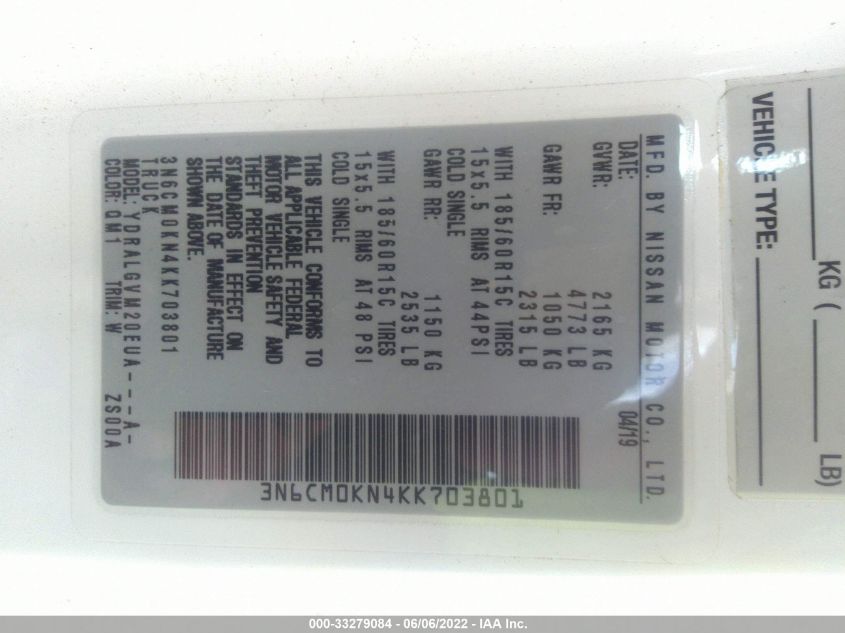 MFD. BY NISSAN MOTOR CO., LTD.
DATE: 04/19
GVWR: 2165 KG
4773 LB
GAWR FR: 1050 KG
2315 LB
WITH 185/60R15C TIRES
15x5.5 RIMS AT 44PSI
COLD SINGLE
GAWR RR: 1150 KG
2535 LB
WITH 185/60R15C TIRES
15x5.5 RIMS AT 48 PSI
COLD SINGLE
THIS VEHICLE CONFORMS TO
ALL APPLICABLE FEDERAL
MOTOR VEHICLE SAFETY AND
THEFT PREVENTION
STANDARDS IN EFFECT ON
THE DATE OF MANUFACTURE
SHOWN ABOVE.
3N6CM0KN4KK703801
TRUCK
MODEL: YDRALGVM20EUA---A-
COLOR: QM1 TRIM: W ZS00A
3N6CM0KN4KK703801
KG ( LB)
VEHICLE TYPE:
000-33279084 - 06/06/2022 - IAA Inc.